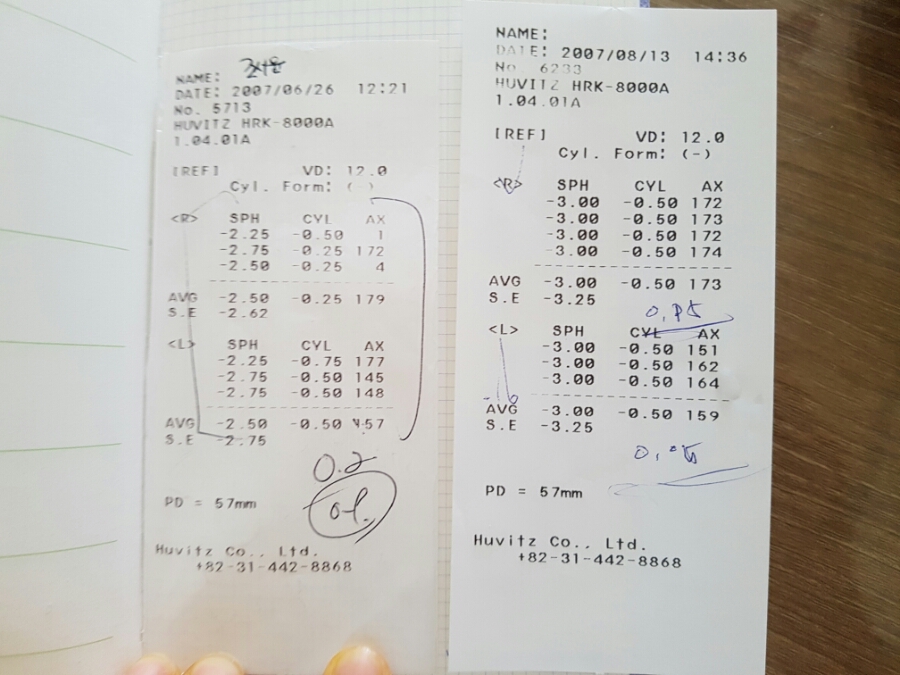 NAME:
DATE: 2007/06/26 12:21
No. 5713
HUVITZ HRK-8000A
1.04.01A
[REF] VD: 12.0
Cyl. Form: (-)
<R> SPH CYL AX
-2.25 -0.50 1
-2.75 -0.25 172
-2.50 -0.25 4
AVG -2.50 -0.25 179
S.E -2.62
<L> SPH CYL AX
-2.25 -0.75 177
-2.75 -0.50 145
-2.75 -0.50 148
AVG -2.50 -0.50 157
S.E -2.75
0.2
0.1.
PD = 57mm
Huvitz Co., Ltd.
+82-31-442-8868
NAME:
DATE: 2007/08/13 14:36
No 6233
HUVITZ HRK-8000A
1.04.01A
[REF] VD: 12.0
Cyl. Form: (-)
<R> SPH CYL AX
-3.00 -0.50 172
-3.00 -0.50 173
-3.00 -0.50 172
-3.00 -0.50 174
AVG -3.00 -0.50 173
S.E -3.25
<L> SPH CYL AX
-3.00 -0.50 151
-3.00 -0.50 162
-3.00 -0.50 164
AVG -3.00 -0.50 159
S.E -3.25
PD = 57mm
Huvitz Co., Ltd.
+82-31-442-8868